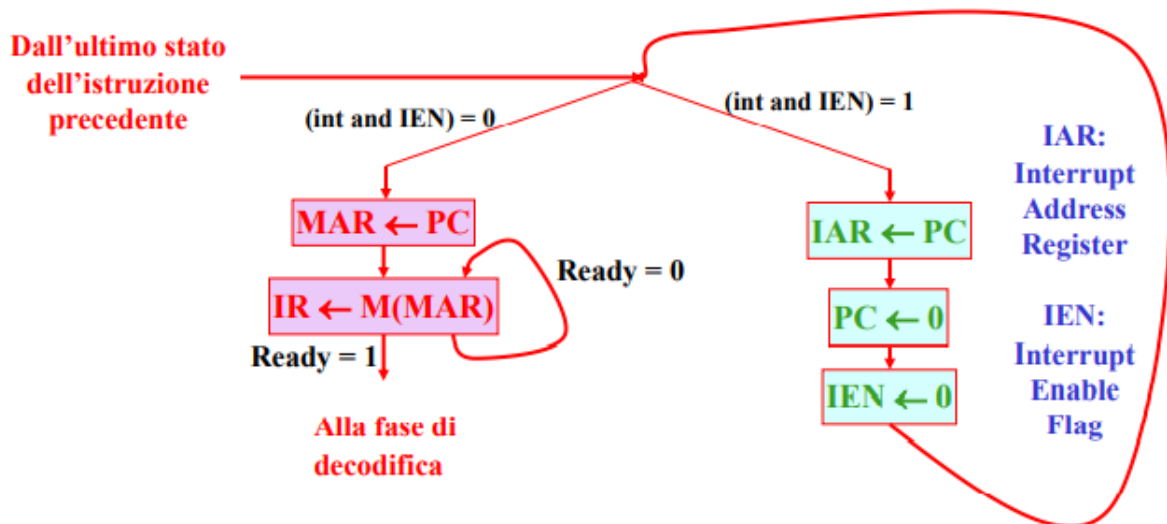 Dall'ultimo stato
dell'istruzione
precedente
(int and IEN) = 0
(int and IEN) = 1
MAR ← PC
IR ← M(MAR)
Ready = 0
Ready = 1
Alla fase di
decodifica
IAR ← PC
PC ← 0
IEN ← 0
IAR:
Interrupt
Address
Register
IEN:
Interrupt
Enable
Flag